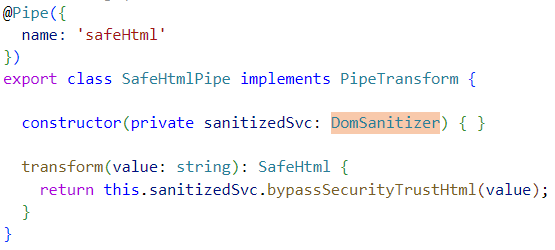 @Pipe({
  name: 'safeHtml'
})
export class SafeHtmlPipe implements PipeTransform {
  constructor(private sanitizedSvc: DomSanitizer) { }
  transform(value: string): SafeHtml {
    return this.sanitizedSvc.bypassSecurityTrustHtml(value);
  }
}